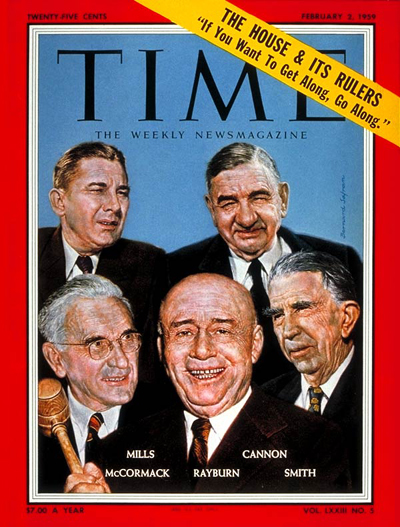 TWENTY-FIVE CENTS
FEBRUARY 2, 1959
THE HOUSE & ITS RULERS
"If You Want To Get Along, Go Along."
TIME
THE WEEKLY NEWSMAGAZINE
MILLS
CANNON
McCORMACK
RAYBURN
SMITH
$7.00 A YEAR
VOL. LXXIII NO. 5